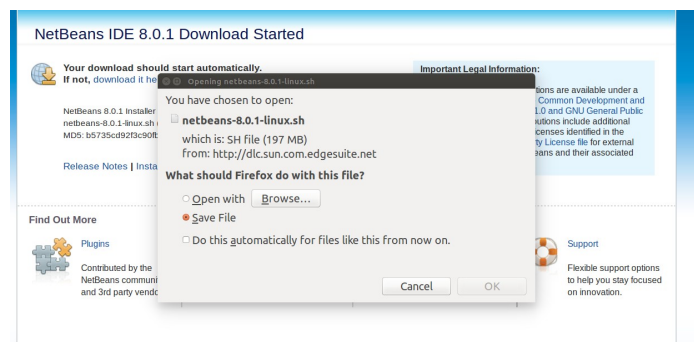 NetBeans IDE 8.0.1 Download Started
Your download should start automatically.
If not, download it he
NetBeans 8.0.1 Installer
netbeans-8.0.1-linux.sh
MD5: b5735cd92f3c90fb
Release Notes | Insta
Important Legal Information:
tions are available under a
Common Development and
1.0 and GNU General Public
butions include additional
icenses identified in the
ty License file for external
eans and their associated
Opening netbeans-8.0.1-linux.sh
You have chosen to open:
netbeans-8.0.1-linux.sh
which is: SH file (197 MB)
from: http://dlc.sun.com.edgesuite.net
What should Firefox do with this file?
Open with Browse...
Save File
Do this automatically for files like this from now on.
Cancel OK
Find Out More
Plugins
Contributed by the
NetBeans communi
and 3rd party vendo
Support
Flexible support options
to help you stay focused
on innovation.